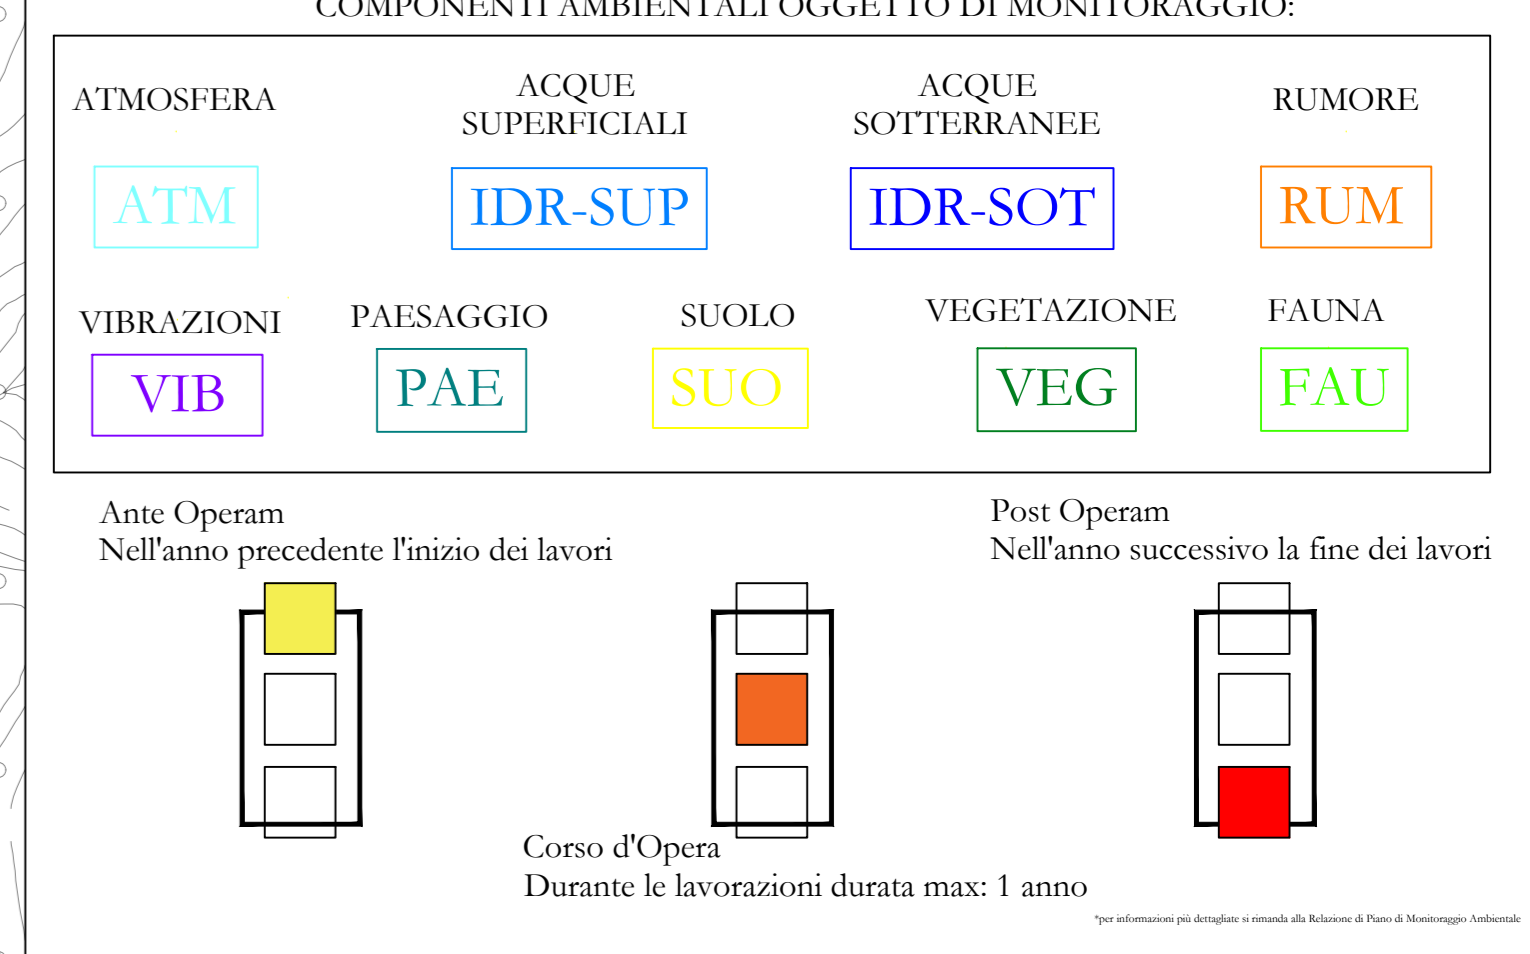 COMPONENTI AMBIENTALI OGGETTO DI MONITORAGGIO:
ATMOSFERA
ACQUE
SUPERFICIALI
ACQUE
SOTTERRANEE
RUMORE
ATM
IDR-SUP
IDR-SOT
RUM
VIBRAZIONI
PAESAGGIO
SUOLO
VEGETAZIONE
FAUNA
VIB
PAE
SUO
VEG
FAU
Ante Operam
Nell'anno precedente l'inizio dei lavori
Post Operam
Nell'anno successivo la fine dei lavori
Corso d'Opera
Durante le lavorazioni durata max: 1 anno
*per informazioni più dettagliate si rimanda alla Relazione di Piano di Monitoraggio Ambientale